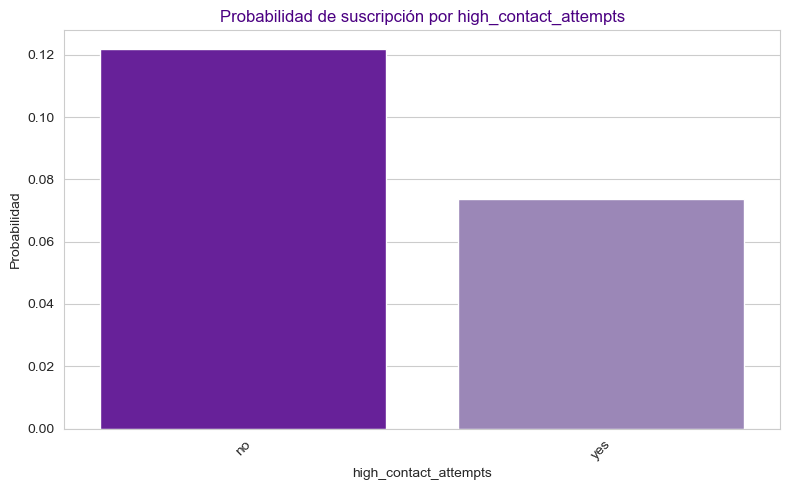 Probabilidad de suscripción por high_contact_attempts
Probabilidad
0.12
0.10
0.08
0.06
0.04
0.02
0.00
no
yes
high_contact_attempts